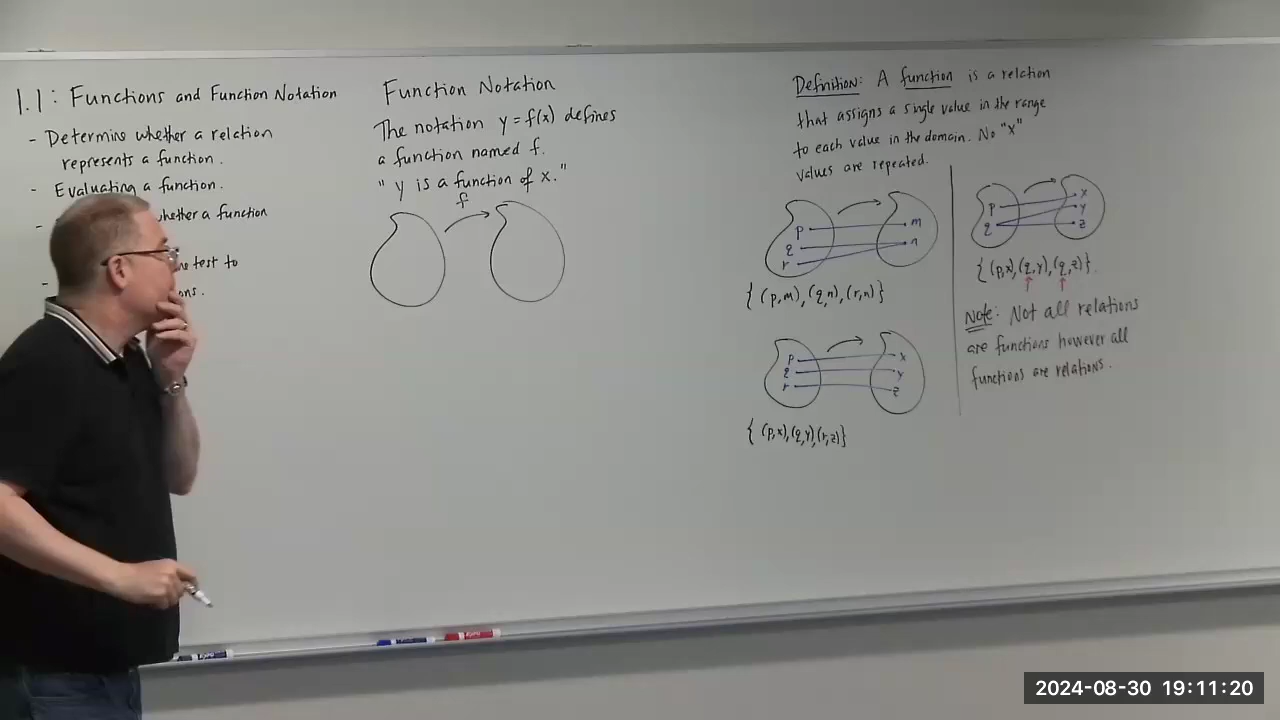 1.1: Functions and Function Notation
- Determine whether a relation
represents a function.
- Evaluating a function.
- whether a function
test to
-
Function Notation
The notation y = f(x) defines
a function named f.
" y is a function of x."
f
Definition: A function is a relation
that assigns a single value in the range
to each value in the domain. No "x"
values are repeated.
p
q
r
m
n
{ (p,m), (q,n), (r,n) }
p
q
r
x
y
z
{ (p,x), (q,y), (r,z) }
p
q
x
y
z
{ (p,x), (q,y), (q,z) }.
Note: Not all relations
are functions however all
functions are relations.
EXPO
2024-08-30 19:11:20